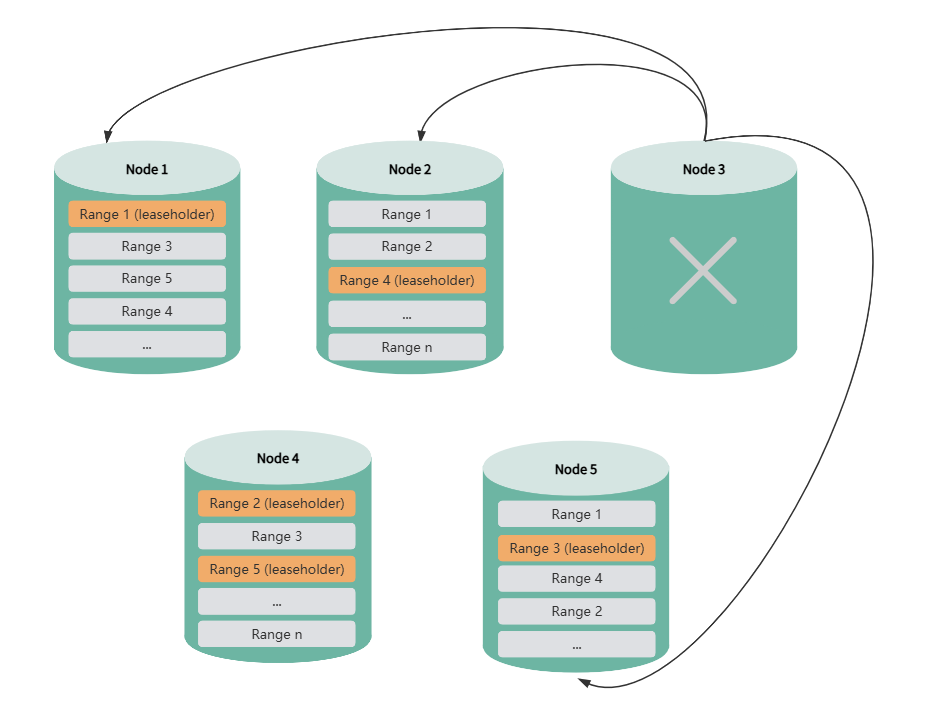 Node 1
Range 1 (leaseholder)
Range 3
Range 5
Range 4
...
Node 2
Range 1
Range 2
Range 4 (leaseholder)
...
Range n
Node 3
Node 4
Range 2 (leaseholder)
Range 3
Range 5 (leaseholder)
...
Range n
Node 5
Range 1
Range 3 (leaseholder)
Range 4
Range 2
...